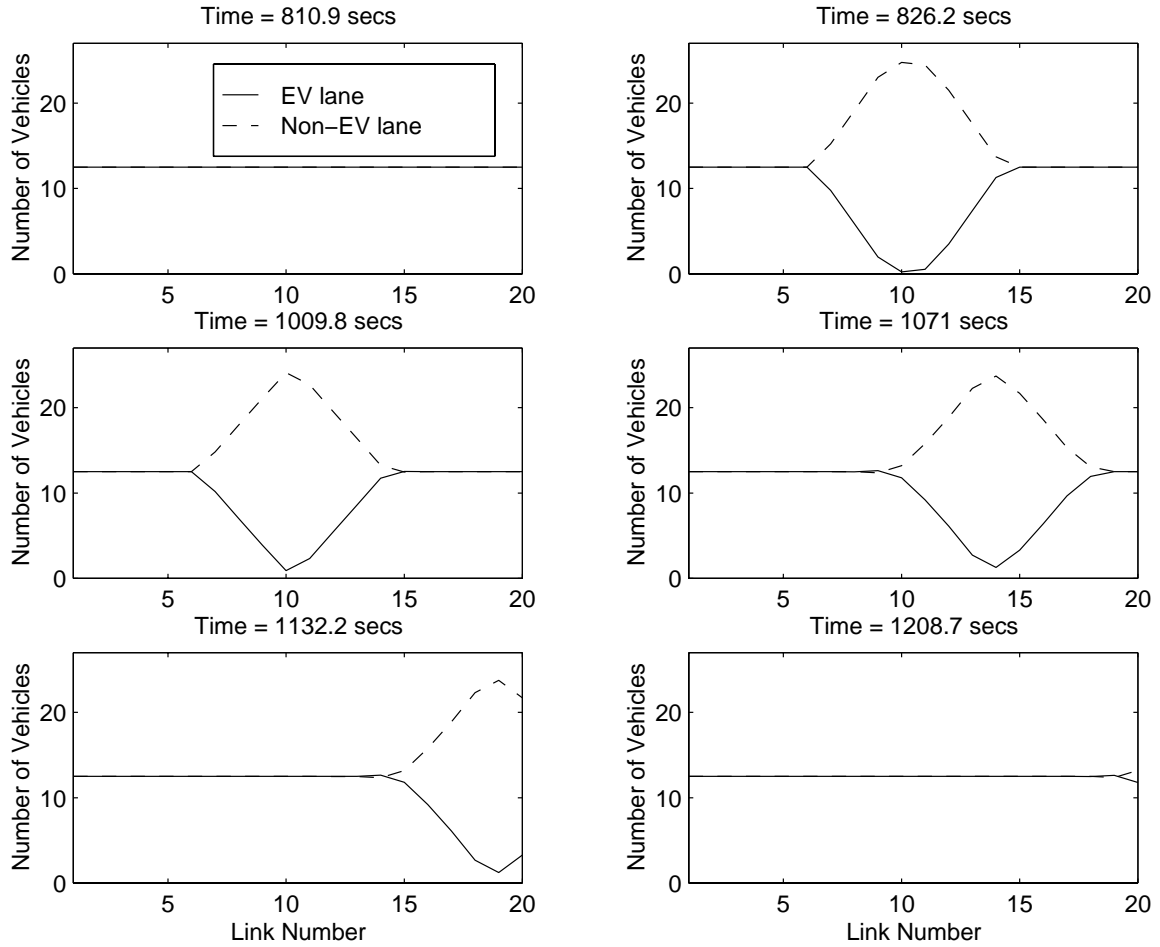 Time = 810.9 secs
Number of Vehicles
20
10
0
5 10 15 20
EV lane
Non-EV lane
Time = 826.2 secs
Number of Vehicles
20
10
0
5 10 15 20
Time = 1009.8 secs
Number of Vehicles
20
10
0
5 10 15 20
Time = 1071 secs
Number of Vehicles
20
10
0
5 10 15 20
Time = 1132.2 secs
Number of Vehicles
20
10
0
5 10 15 20
Link Number
Time = 1208.7 secs
Number of Vehicles
20
10
0
5 10 15 20
Link Number